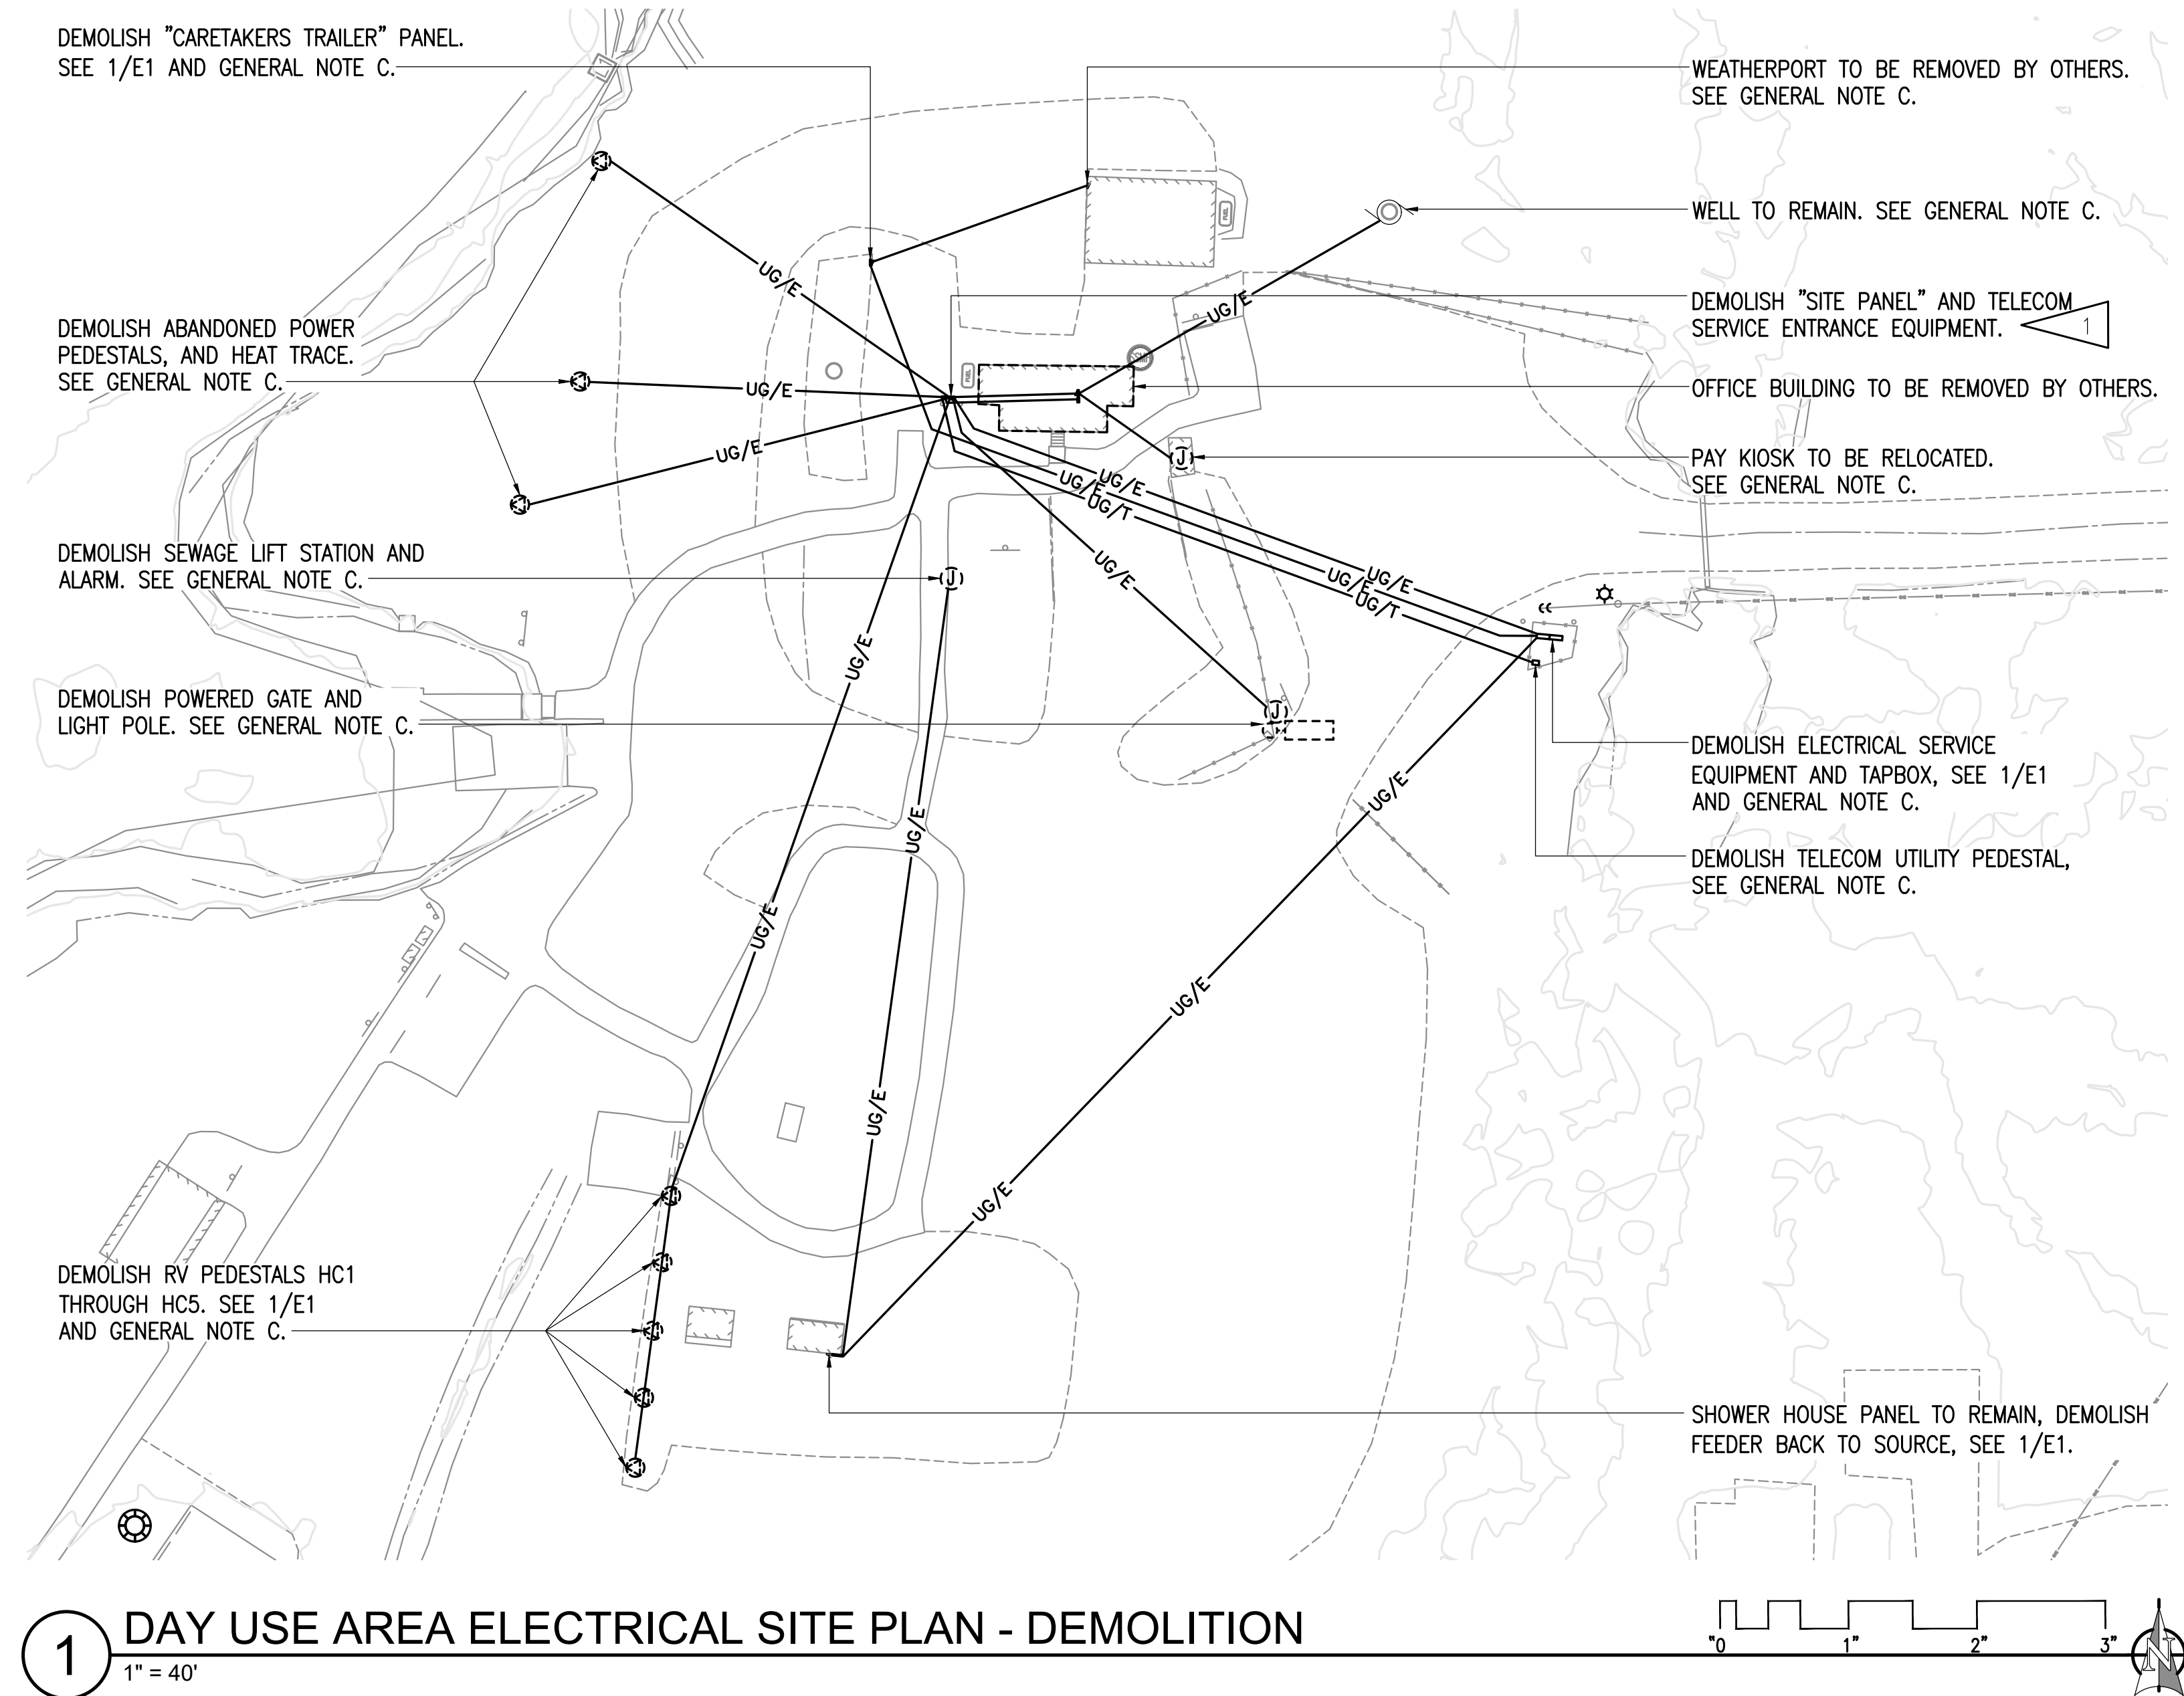 DEMOLISH "CARETAKERS TRAILER" PANEL.
SEE 1/E1 AND GENERAL NOTE C.
WEATHERPORT TO BE REMOVED BY OTHERS.
SEE GENERAL NOTE C.
FUEL
WELL TO REMAIN. SEE GENERAL NOTE C.
UG/E
UG/E
DEMOLISH "SITE PANEL" AND TELECOM
SERVICE ENTRANCE EQUIPMENT.
1
DEMOLISH ABANDONED POWER
PEDESTALS, AND HEAT TRACE.
SEE GENERAL NOTE C.
UG/E
FUEL
OFFICE BUILDING TO BE REMOVED BY OTHERS.
UG/E
J
PAY KIOSK TO BE RELOCATED.
SEE GENERAL NOTE C.
UG/E
UG/E
UG/T
DEMOLISH SEWAGE LIFT STATION AND
ALARM. SEE GENERAL NOTE C.
J
UG/E
UG/E
UG/E
UG/T
UG/E
DEMOLISH POWERED GATE AND
LIGHT POLE. SEE GENERAL NOTE C.
J
DEMOLISH ELECTRICAL SERVICE
EQUIPMENT AND TAPBOX, SEE 1/E1
AND GENERAL NOTE C.
UG/E
UG/E
DEMOLISH TELECOM UTILITY PEDESTAL,
SEE GENERAL NOTE C.
UG/E
UG/E
UG/E
UG/E
DEMOLISH RV PEDESTALS HC1
THROUGH HC5. SEE 1/E1
AND GENERAL NOTE C.
SHOWER HOUSE PANEL TO REMAIN, DEMOLISH
FEEDER BACK TO SOURCE, SEE 1/E1.
1
DAY USE AREA ELECTRICAL SITE PLAN - DEMOLITION
1" = 40'
"0 1" 2" 3"
N